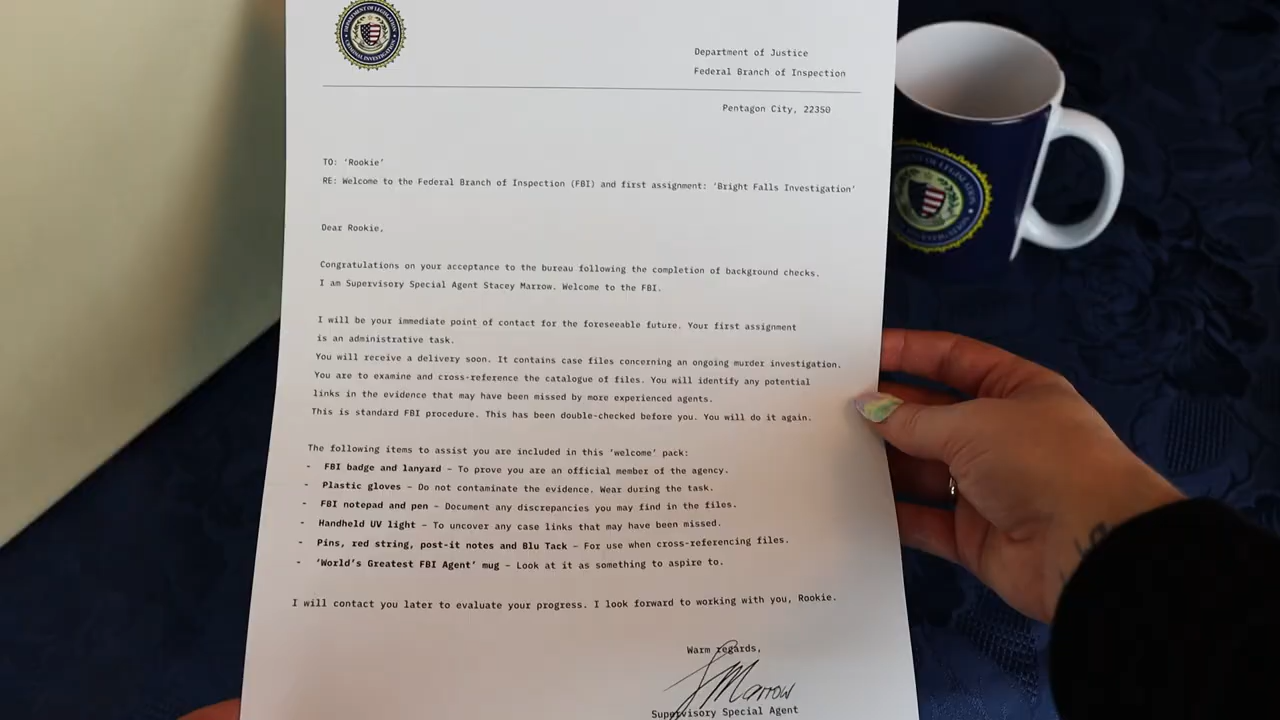 DEPARTMENT OF LEGISLATION
CRIMINAL INVESTIGATION
Department of Justice
Federal Branch of Inspection
Pentagon City, 22350
TO: ‘Rookie’
RE: Welcome to the Federal Branch of Inspection (FBI) and first assignment: ‘Bright Falls Investigation’
Dear Rookie,
Congratulations on your acceptance to the bureau following the completion of background checks.
I am Supervisory Special Agent Stacey Marrow. Welcome to the FBI.
I will be your immediate point of contact for the foreseeable future. Your first assignment
is an administrative task.
You will receive a delivery soon. It contains case files concerning an ongoing murder investigation.
You are to examine and cross-reference the catalogue of files. You will identify any potential
links in the evidence that may have been missed by more experienced agents.
This is standard FBI procedure. This has been double-checked before you. You will do it again.
The following items to assist you are included in this ‘welcome’ pack:
- FBI badge and lanyard – To prove you are an official member of the agency.
- Plastic gloves – Do not contaminate the evidence. Wear during the task.
- FBI notepad and pen – Document any discrepancies you may find in the files.
- Handheld UV light – To uncover any case links that may have been missed.
- Pins, red string, post-it notes and Blu Tack – For use when cross-referencing files.
- ‘World’s Greatest FBI Agent’ mug – Look at it as something to aspire to.
I will contact you later to evaluate your progress. I look forward to working with you, Rookie.
Warm regards,
SMarrow
Supervisory Special Agent
OF LEGISLATION